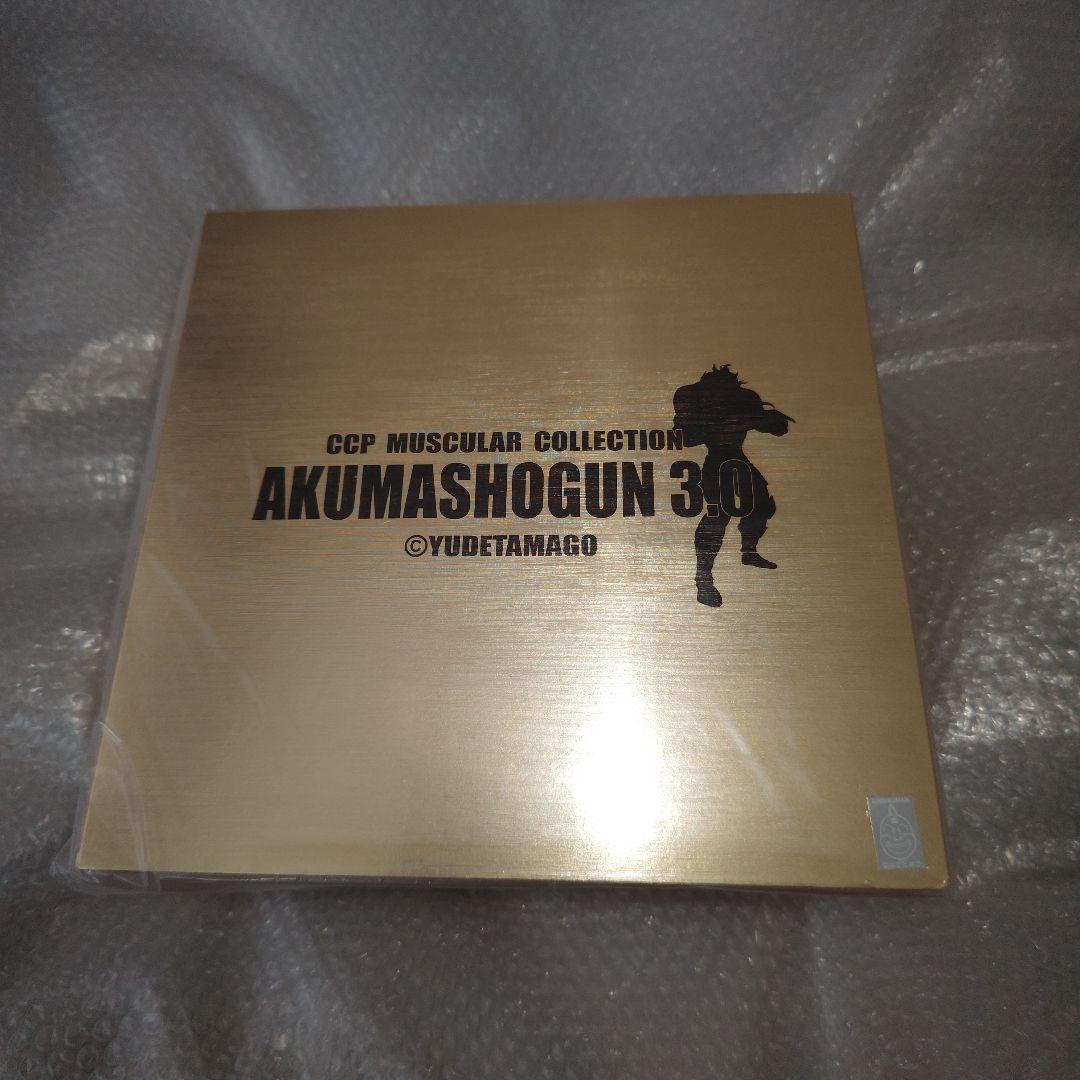 CCP MUSCULAR COLLECTION
AKUMASHOGUN 3.0
©YUDETAMAGO